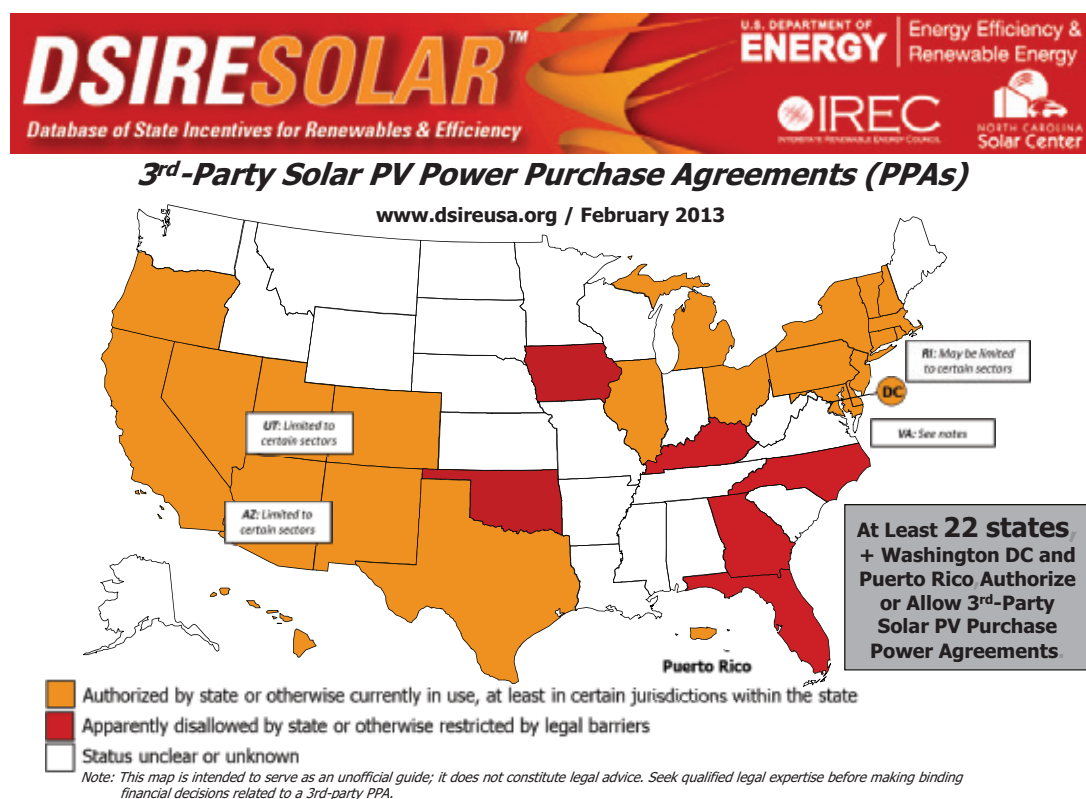 DSIRESOLAR™
Database of State Incentives for Renewables & Efficiency
U.S. DEPARTMENT OF
ENERGY
Energy Efficiency &
Renewable Energy
IREC
INTERSTATE RENEWABLE ENERGY COUNCIL
NORTH CAROLINA
Solar Center
3rd-Party Solar PV Power Purchase Agreements (PPAs)
www.dsireusa.org / February 2013
RI: May be limited
to certain sectors
DC
UT: Limited to
certain sectors
VA: See notes
AZ: Limited to
certain sectors
At Least 22 states,
+ Washington DC and
Puerto Rico,Authorize
or Allow 3rd-Party
Solar PV Purchase
Power Agreements.
Puerto Rico
Authorized by state or otherwise currently in use, at least in certain jurisdictions within the state
Apparently disallowed by state or otherwise restricted by legal barriers
Status unclear or unknown
Note: This map is intended to serve as an unofficial guide; it does not constitute legal advice. Seek qualified legal expertise before making binding
financial decisions related to a 3rd-party PPA.